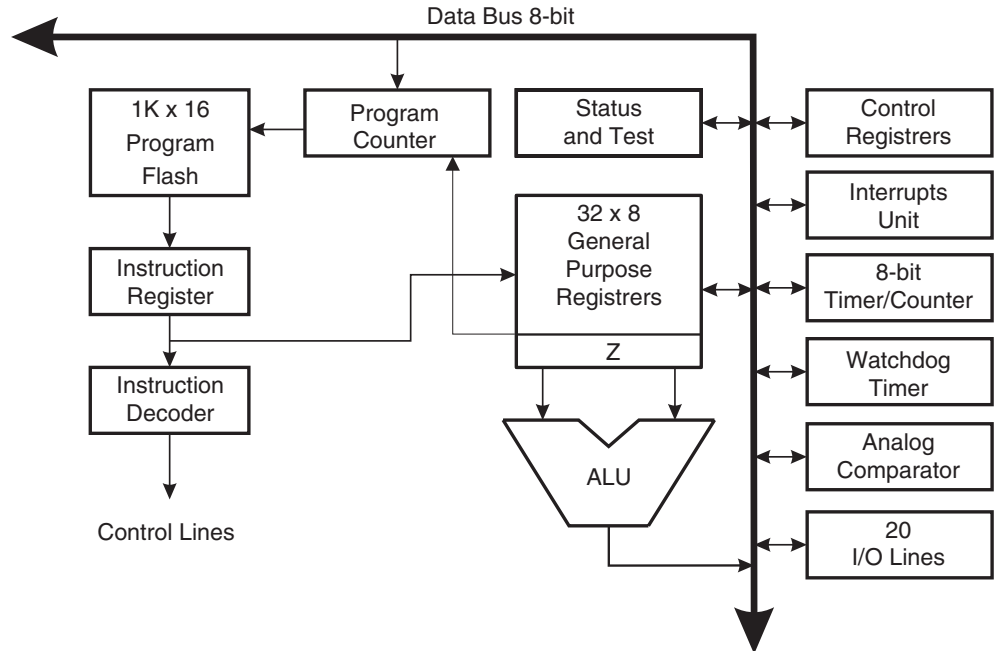 Data Bus 8-bit
1K x 16
Program
Flash
Program
Counter
Status
and Test
Control
Registrers
Interrupts
Unit
32 x 8
General
Purpose
Registrers
Instruction
Register
8-bit
Timer/Counter
Z
Watchdog
Timer
Instruction
Decoder
Analog
Comparator
ALU
Control Lines
20
I/O Lines